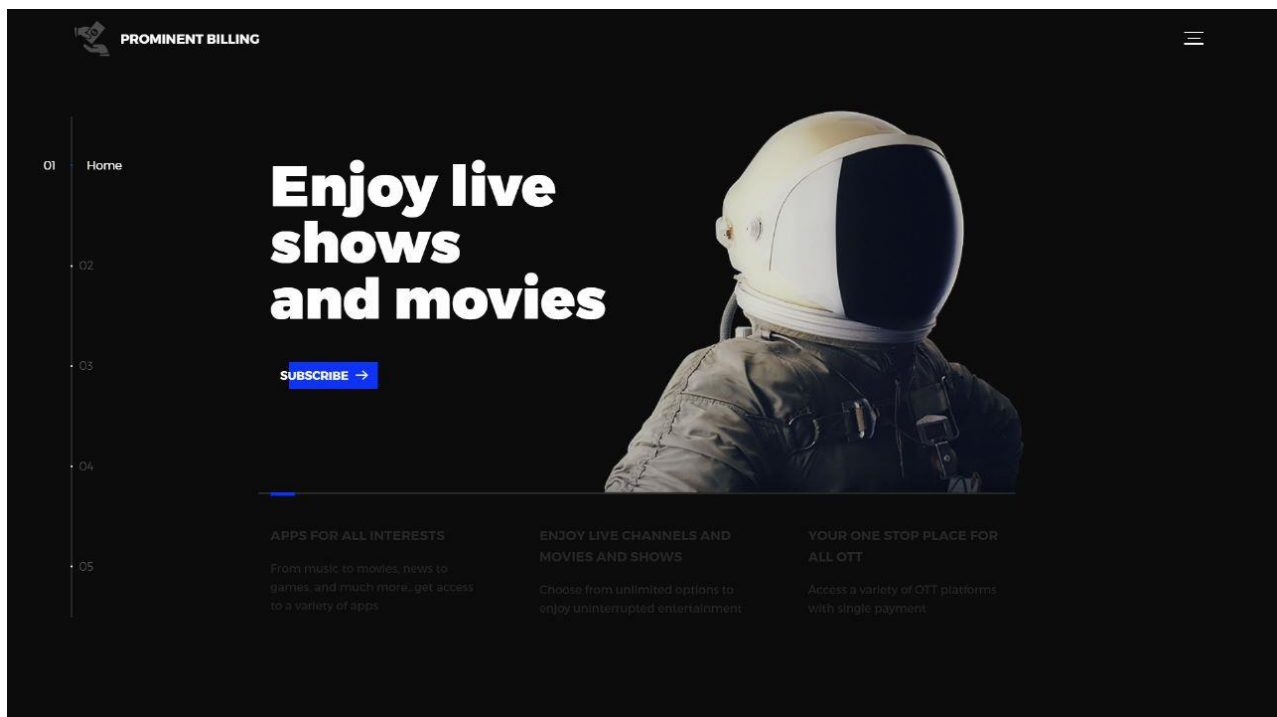 PROMINENT BILLING
01 Home
Enjoy live
shows
and movies
02
03
SUBSCRIBE →
04
05
APPS FOR ALL INTERESTS
From music to movies, news to
games, and much more,. get access
to a variety of apps
ENJOY LIVE CHANNELS AND
MOVIES AND SHOWS
Choose from unlimited options to
enjoy uninterrupted entertainment
YOUR ONE STOP PLACE FOR
ALL OTT
Access a variety of OTT platforms
with single payment